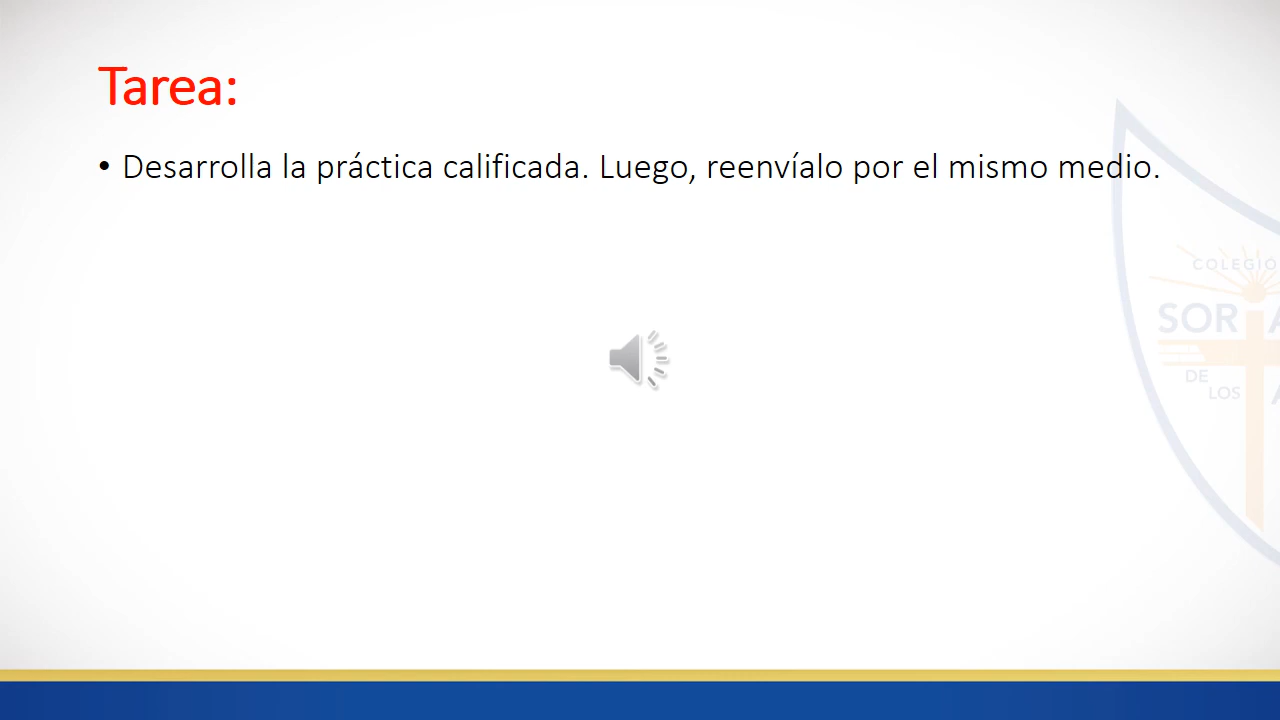 Tarea:
• Desarrolla la práctica calificada. Luego, reenvíalo por el mismo medio.
COLEGIO
SOR
DE
LOS